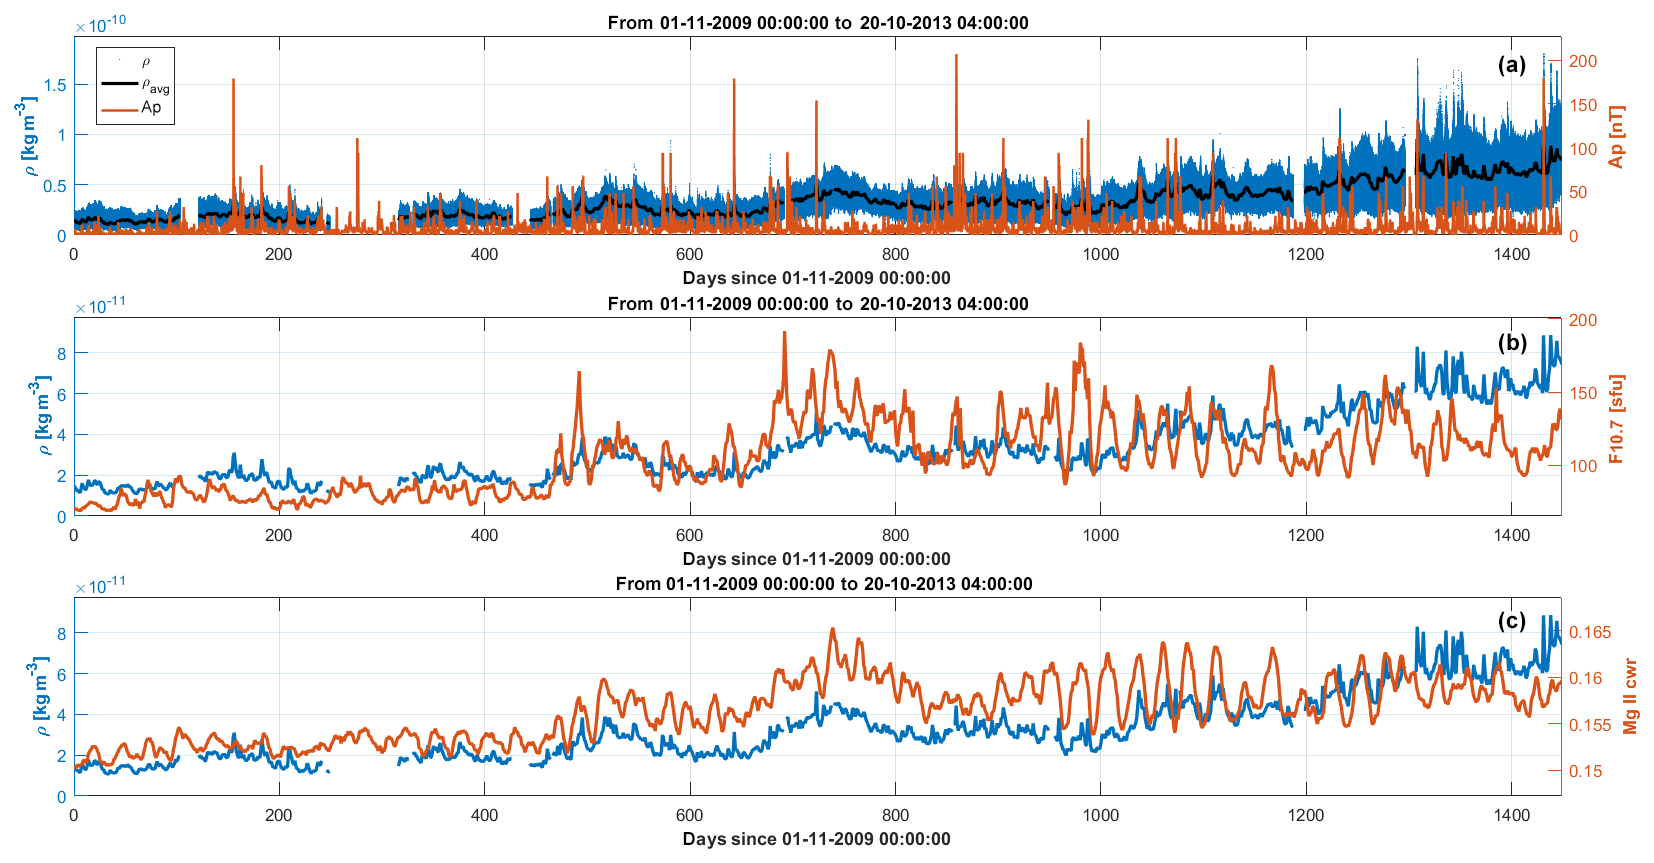 From 01-11-2009 00:00:00 to 20-10-2013 04:00:00
×10^-10
(a)
ρ
ρavg
Ap
ρ [kg m^-3]
0
0.5
1
1.5
Ap [nT]
0
50
100
150
200
0 200 400 600 800 1000 1200 1400
Days since 01-11-2009 00:00:00
From 01-11-2009 00:00:00 to 20-10-2013 04:00:00
×10^-11
(b)
ρ [kg m^-3]
0
2
4
6
8
F10.7 [sfu]
100
150
200
0 200 400 600 800 1000 1200 1400
Days since 01-11-2009 00:00:00
From 01-11-2009 00:00:00 to 20-10-2013 04:00:00
×10^-11
(c)
ρ [kg m^-3]
0
2
4
6
8
Mg II cwr
0.15
0.155
0.16
0.165
0 200 400 600 800 1000 1200 1400
Days since 01-11-2009 00:00:00